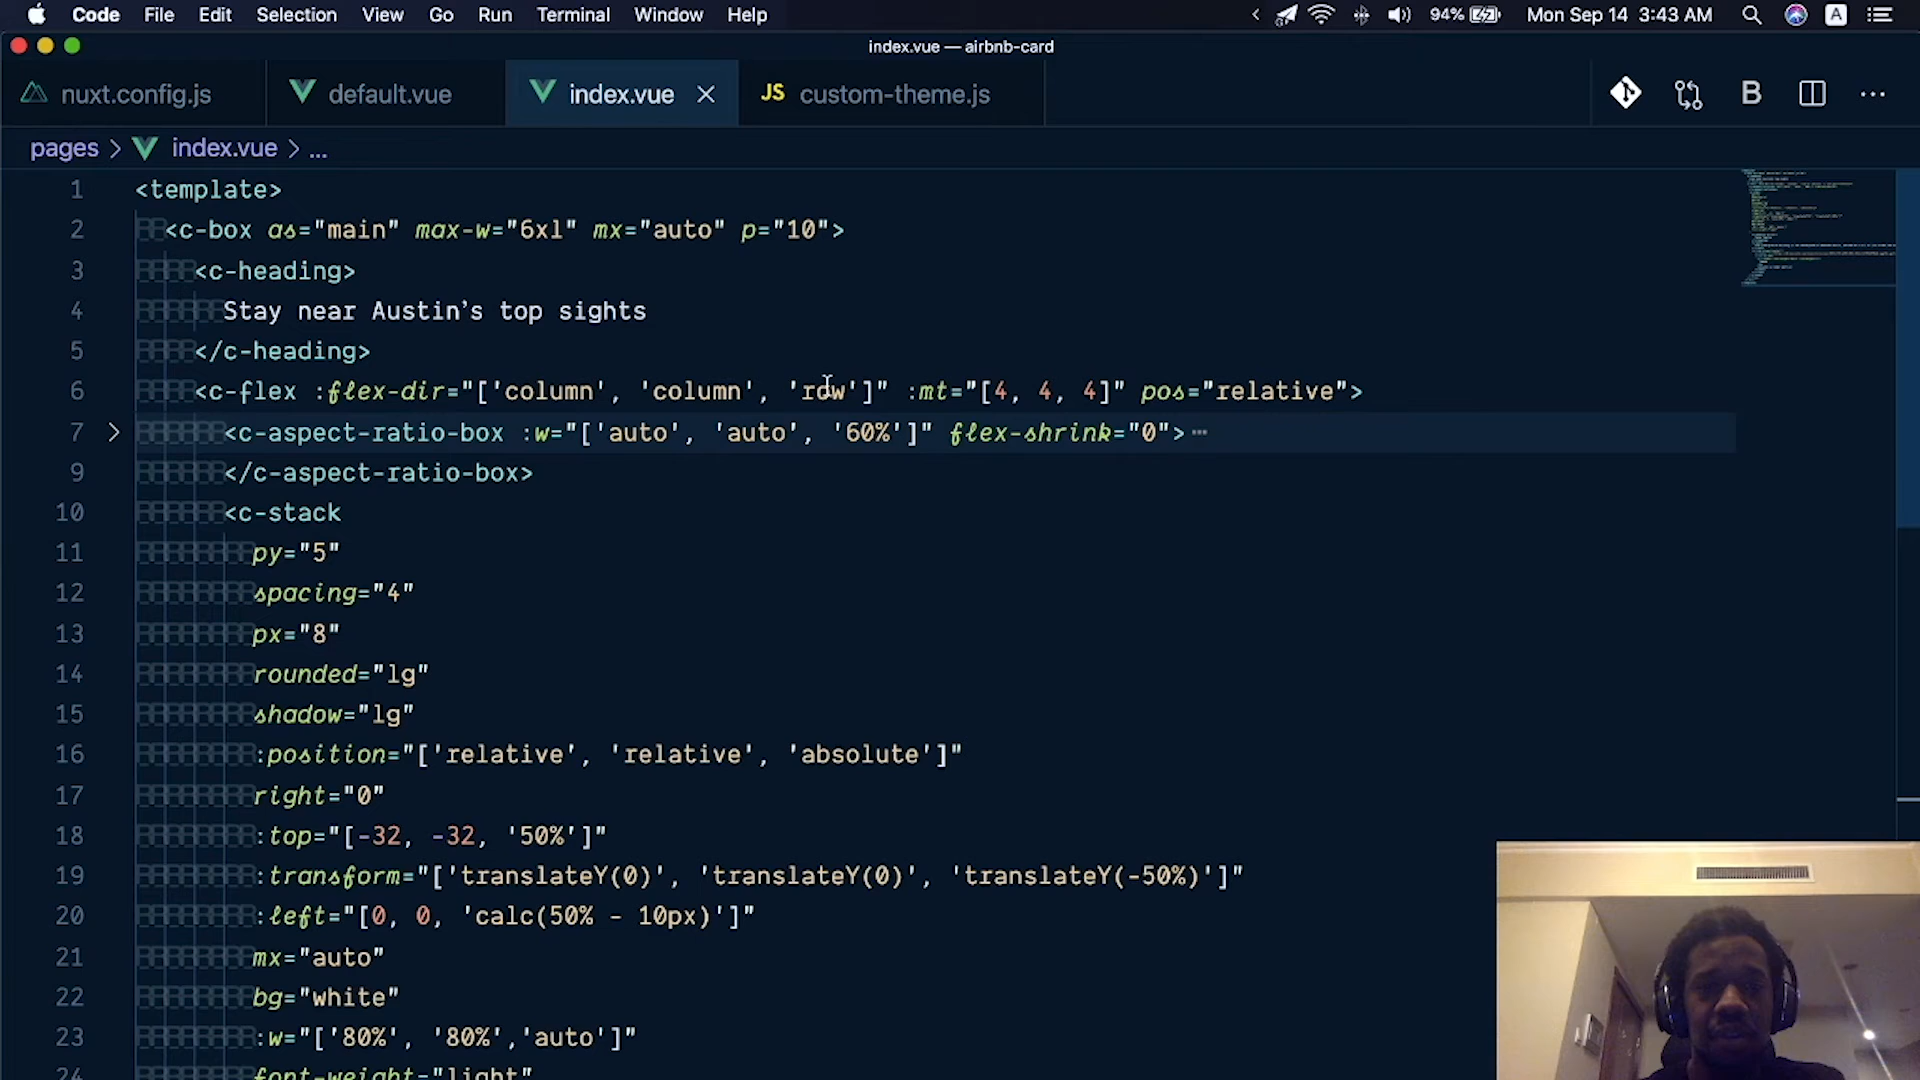 Code File Edit Selection View Go Run Terminal Window Help 94% Mon Sep 14 3:43 AM A
index.vue — airbnb-card
nuxt.config.js default.vue index.vue JS custom-theme.js B
pages > index.vue > ...
1 <template>
2 <c-box as="main" max-w="6xl" mx="auto" p="10">
3 <c-heading>
4 Stay near Austin’s top sights
5 </c-heading>
6 <c-flex :flex-dir="['column', 'column', 'row']" :mt="[4, 4, 4]" pos="relative">
7 <c-aspect-ratio-box :w="['auto', 'auto', '60%']" flex-shrink="0">
9 </c-aspect-ratio-box>
10 <c-stack
11 py="5"
12 spacing="4"
13 px="8"
14 rounded="lg"
15 shadow="lg"
16 :position="['relative', 'relative', 'absolute']"
17 right="0"
18 :top="[-32, -32, '50%']"
19 :transform="['translateY(0)', 'translateY(0)', 'translateY(-50%)']"
20 :left="[0, 0, 'calc(50% - 10px)']"
21 mx="auto"
22 bg="white"
23 :w="['80%', '80%','auto']"
24 font-weight="light"